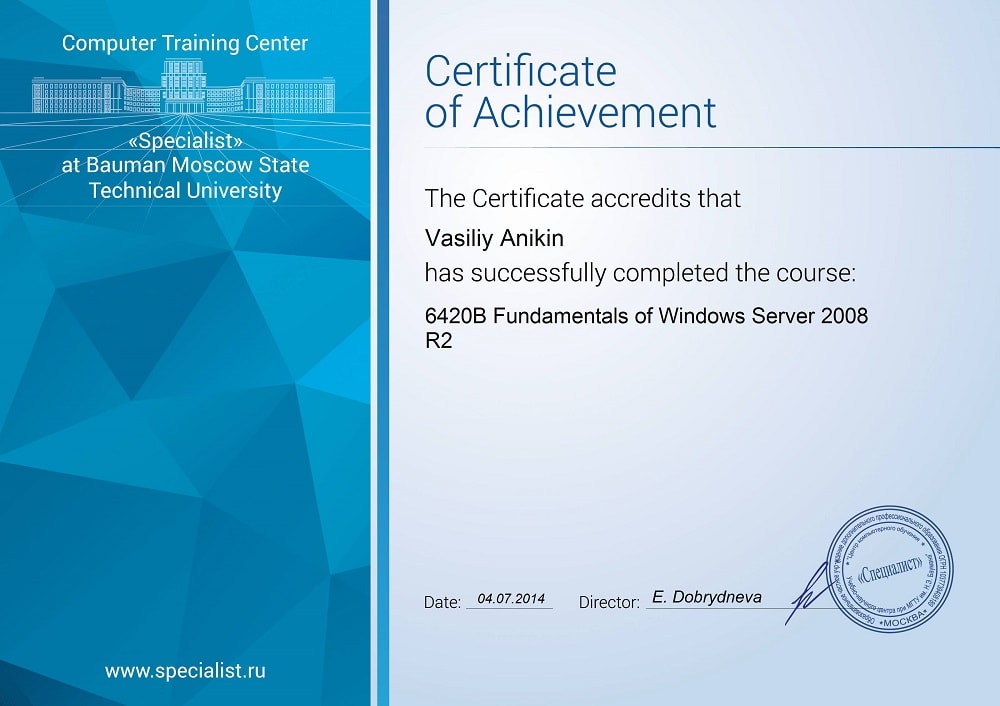 Computer Training Center
«Specialist»
at Bauman Moscow State
Technical University
www.specialist.ru
Certificate
of Achievement
The Certificate accredits that
Vasiliy Anikin
has successfully completed the course:
6420B Fundamentals of Windows Server 2008
R2
Date: 04.07.2014 Director: E. Dobrydneva
«Специалист»
МОСКВА